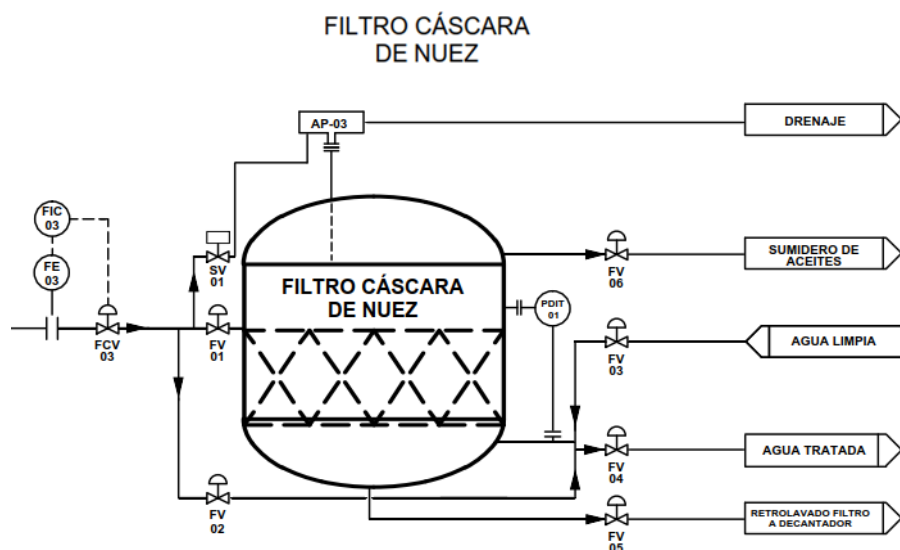 FILTRO CÁSCARA
DE NUEZ
AP-03
DRENAJE
FIC
03
FE
03
SV
01
FV
06
SUMIDERO DE
ACEITES
FILTRO CÁSCARA
DE NUEZ
PDIT
01
FCV
03
FV
01
FV
03
AGUA LIMPIA
FV
04
AGUA TRATADA
FV
02
FV
05
RETROLAVADO FILTRO
A DECANTADOR